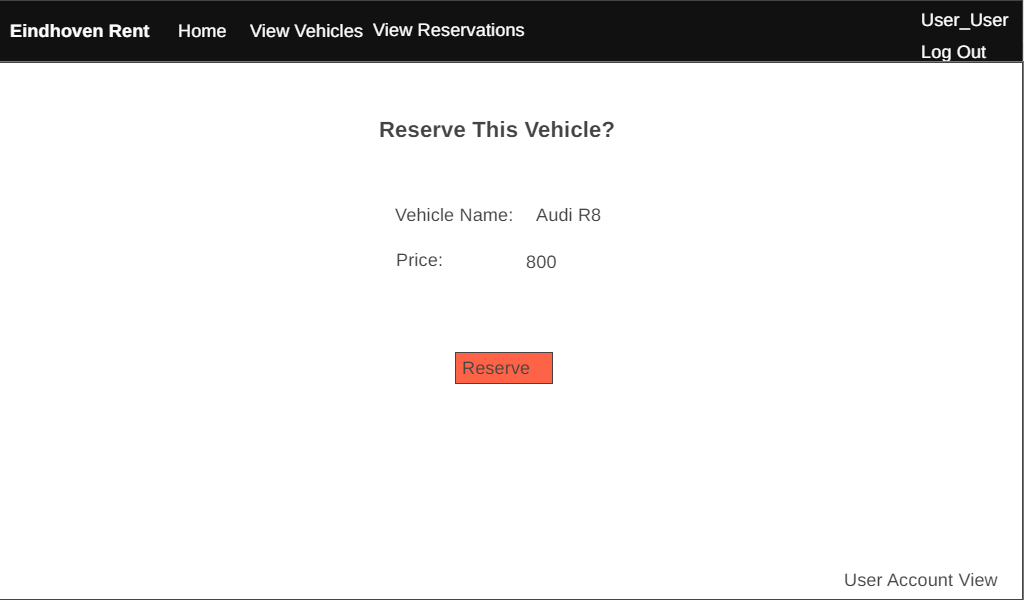 Eindhoven Rent Home View Vehicles View Reservations User_User
Log Out
Reserve This Vehicle?
Vehicle Name: Audi R8
Price: 800
Reserve
User Account View